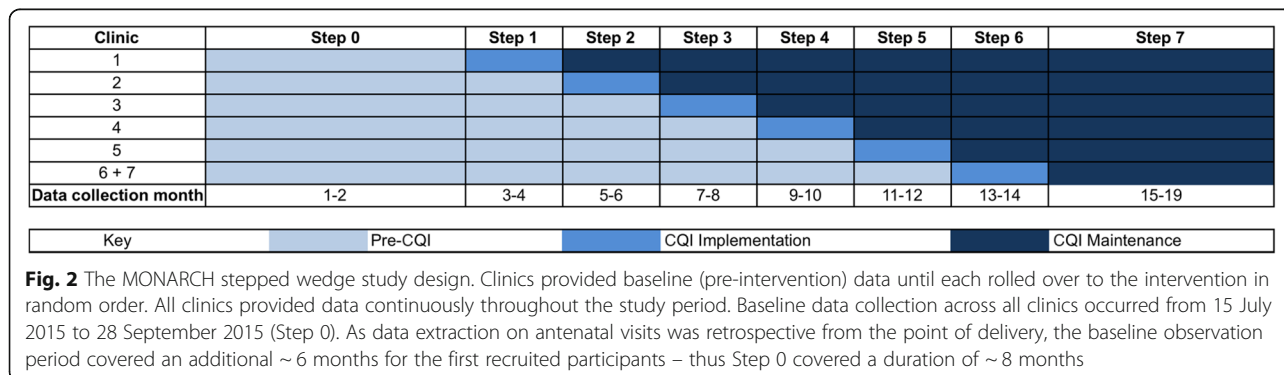 Clinic Step 0 Step 1 Step 2 Step 3 Step 4 Step 5 Step 6 Step 7
1
2
3
4
5
6 + 7
Data collection month 1-2 3-4 5-6 7-8 9-10 11-12 13-14 15-19
Key Pre-CQI CQI Implementation CQI Maintenance
Fig. 2 The MONARCH stepped wedge study design. Clinics provided baseline (pre-intervention) data until each rolled over to the intervention in
random order. All clinics provided data continuously throughout the study period. Baseline data collection across all clinics occurred from 15 July
2015 to 28 September 2015 (Step 0). As data extraction on antenatal visits was retrospective from the point of delivery, the baseline observation
period covered an additional ~ 6 months for the first recruited participants – thus Step 0 covered a duration of ~ 8 months